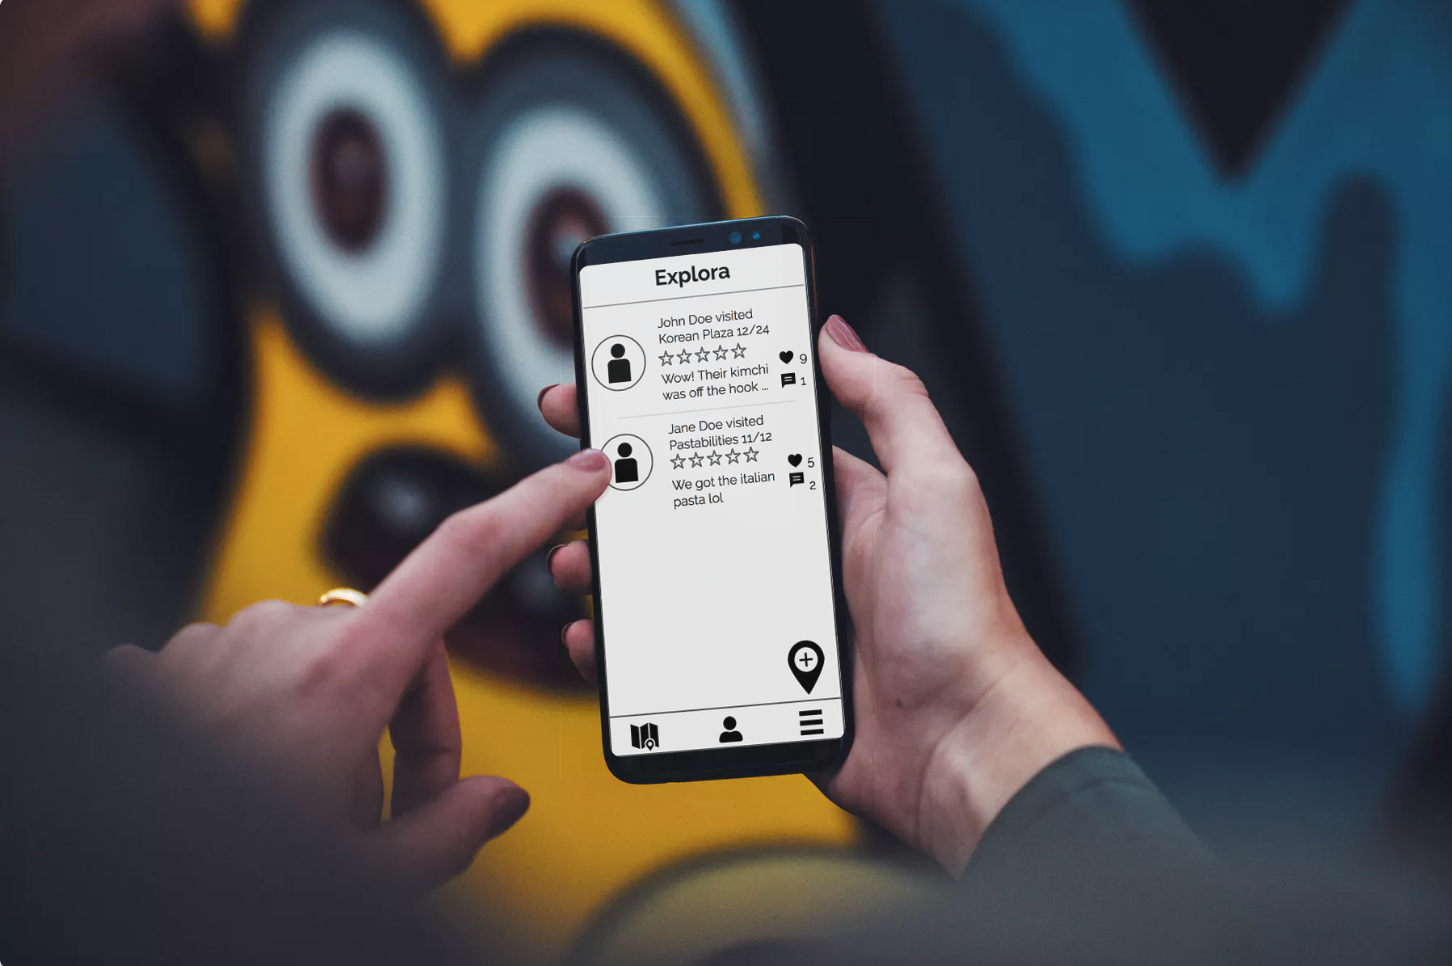 Explora
John Doe visited
Korean Plaza 12/24
Wow! Their kimchi
was off the hook ...
9
1
Jane Doe visited
Pastabilities 11/12
We got the italian
pasta lol
5
2